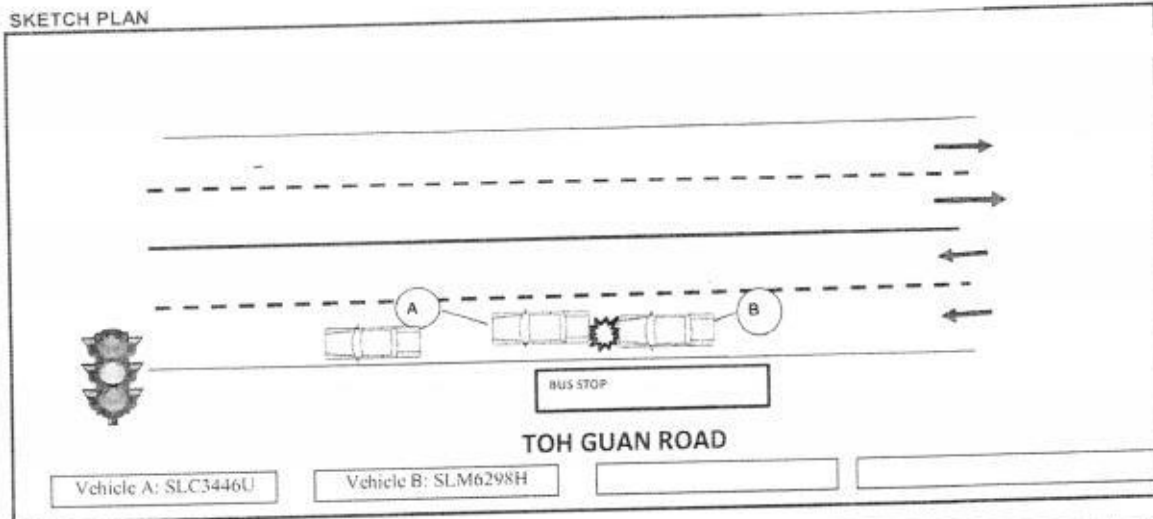 SKETCH PLAN
A
B
BUS STOP
TOH GUAN ROAD
Vehicle A: SLC3446U
Vehicle B: SLM6298H